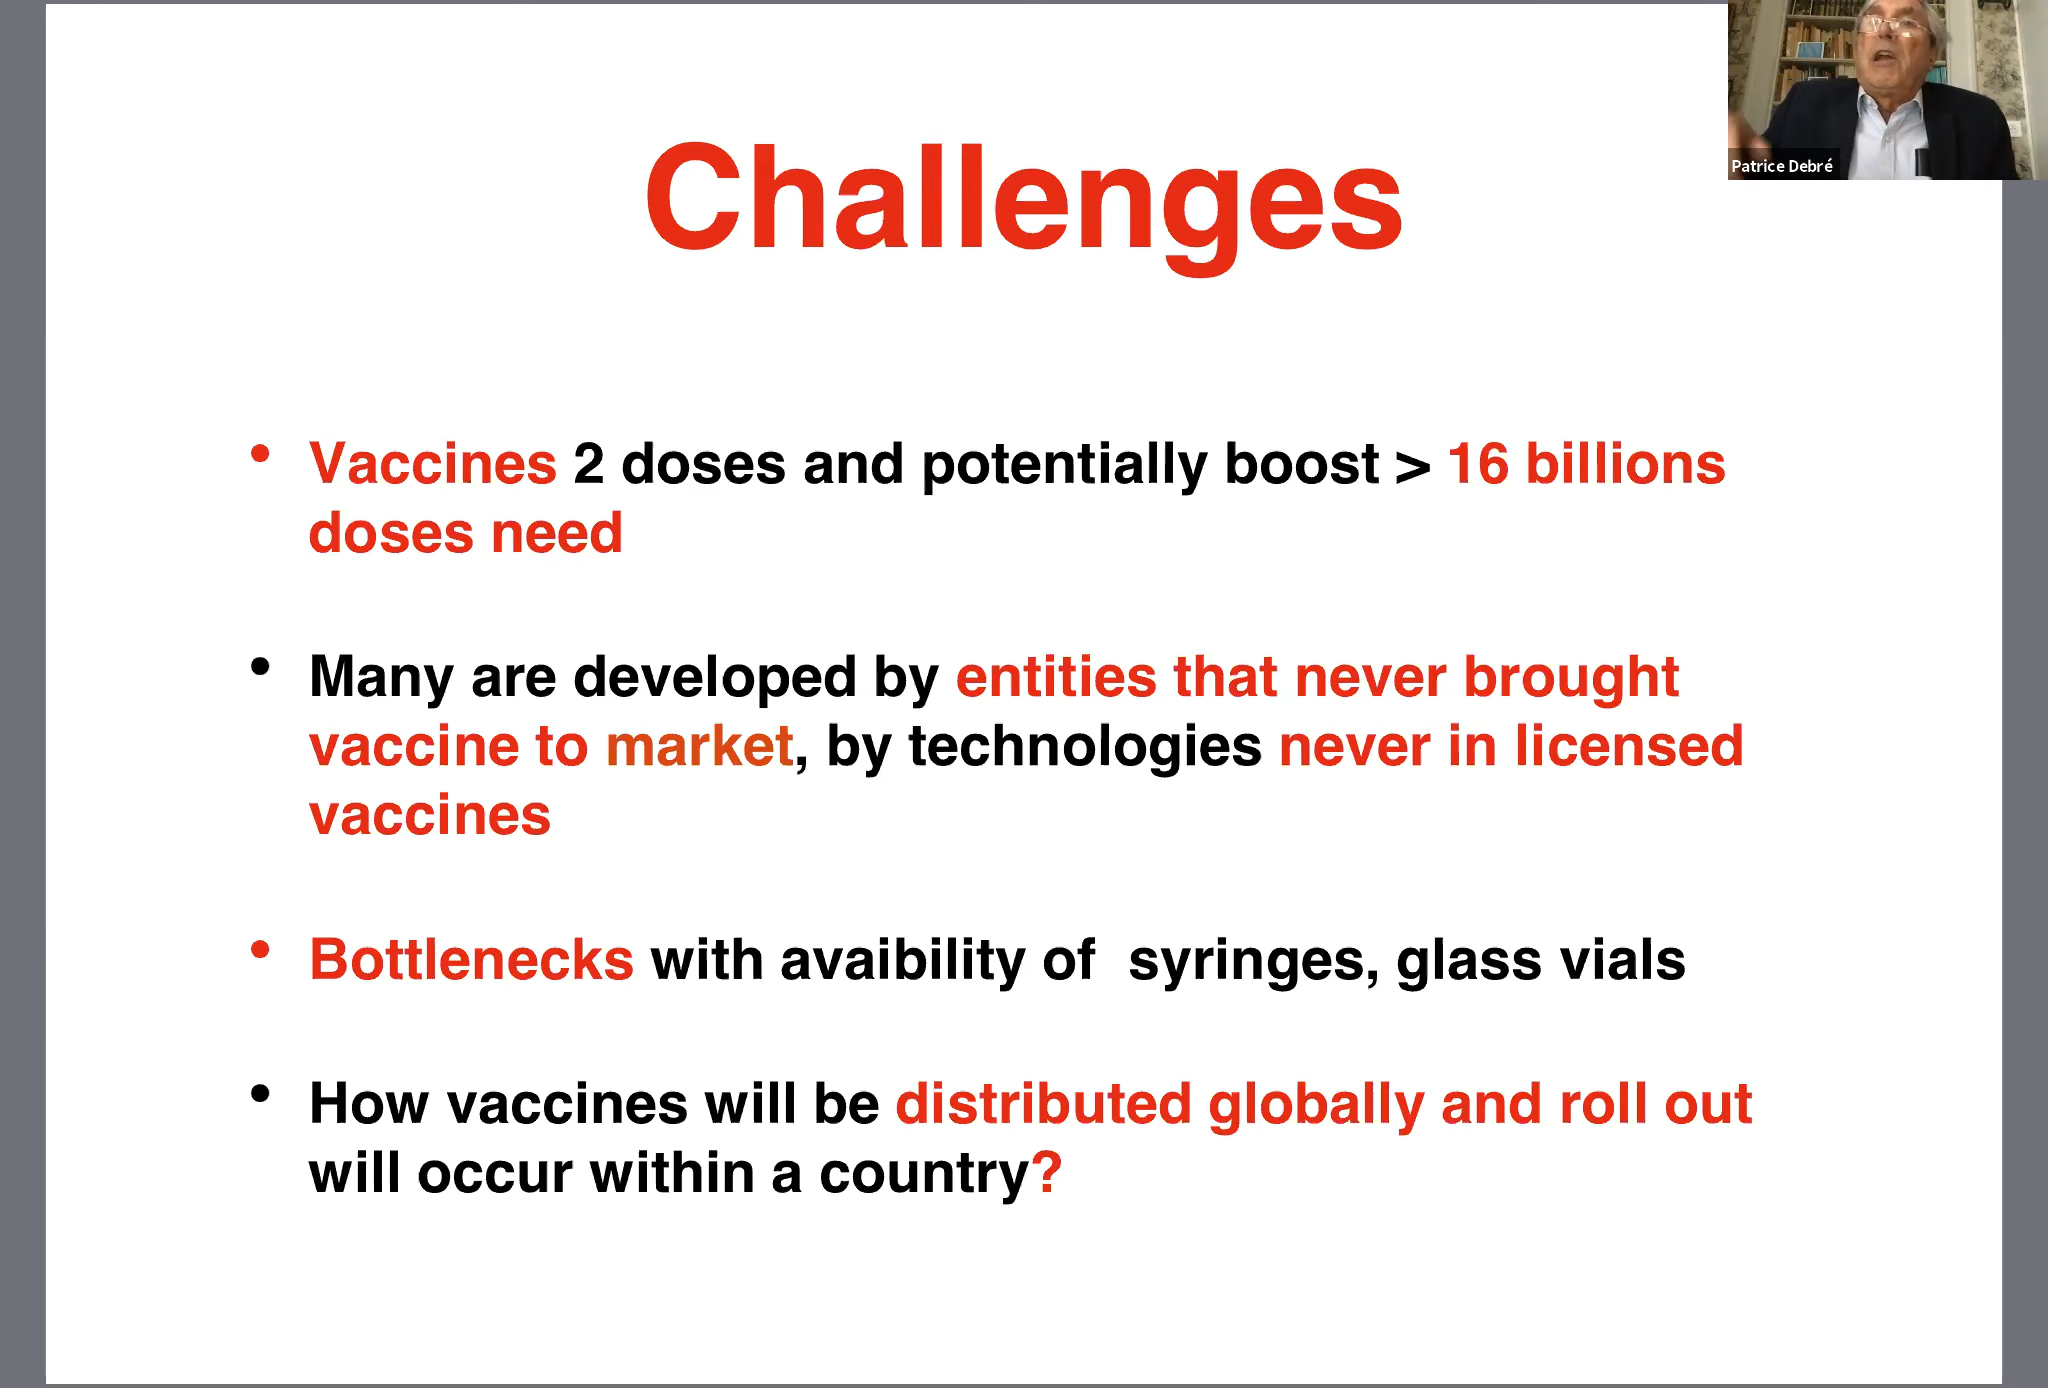 Challenges
Patrice Debré
• Vaccines 2 doses and potentially boost > 16 billions
doses need
• Many are developed by entities that never brought
vaccine to market, by technologies never in licensed
vaccines
• Bottlenecks with avaibility of  syringes, glass vials
• How vaccines will be distributed globally and roll out
will occur within a country?